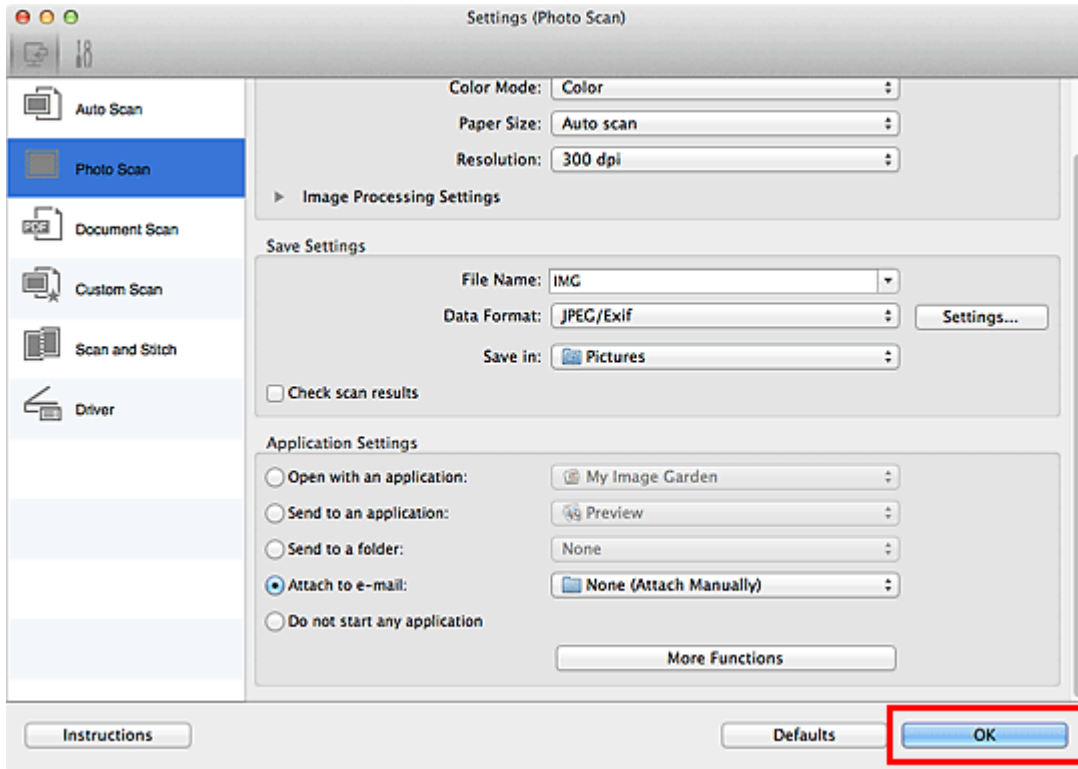 Settings (Photo Scan)
Auto Scan
Photo Scan
Document Scan
Custom Scan
Scan and Stitch
Driver
Color Mode: Color
Paper Size: Auto scan
Resolution: 300 dpi
Image Processing Settings
Save Settings
File Name: IMG
Data Format: JPEG/Exif Settings...
Save in: Pictures
Check scan results
Application Settings
Open with an application: My Image Garden
Send to an application: Preview
Send to a folder: None
Attach to e-mail: None (Attach Manually)
Do not start any application
More Functions
Instructions Defaults OK